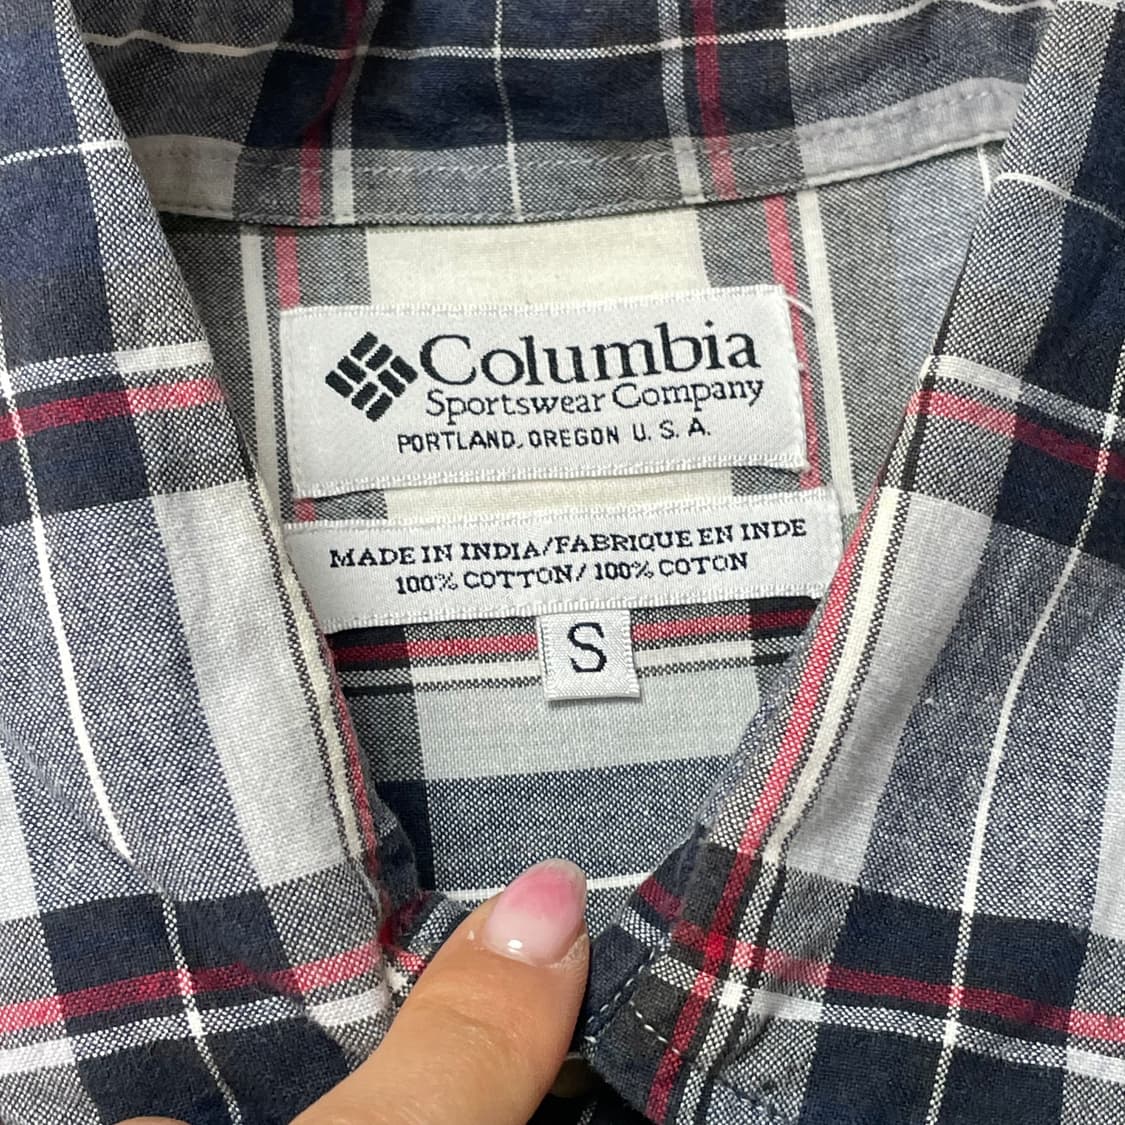 Columbia
Sportswear Company
PORTLAND, OREGON U. S. A.
MADE IN INDIA/FABRIQUE EN INDE
100% COTTON/ 100% COTON
S